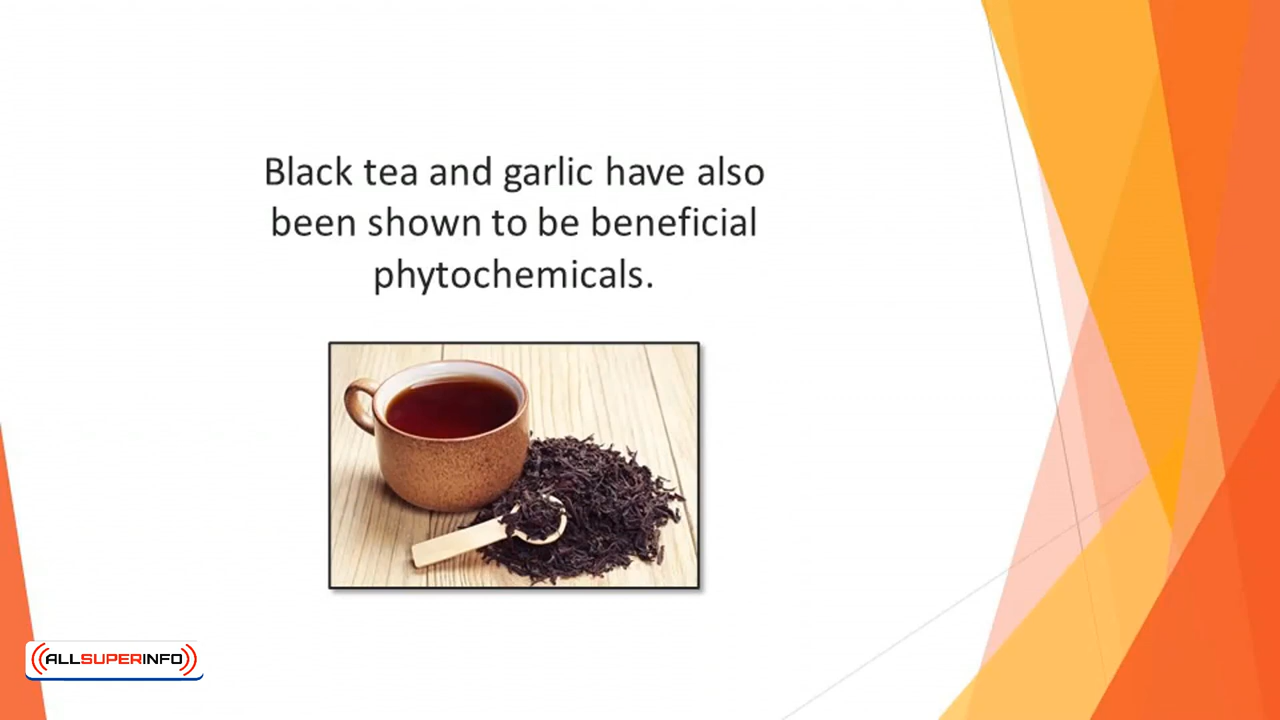 Black tea and garlic have also
been shown to be beneficial
phytochemicals.
ALLSUPERINFO